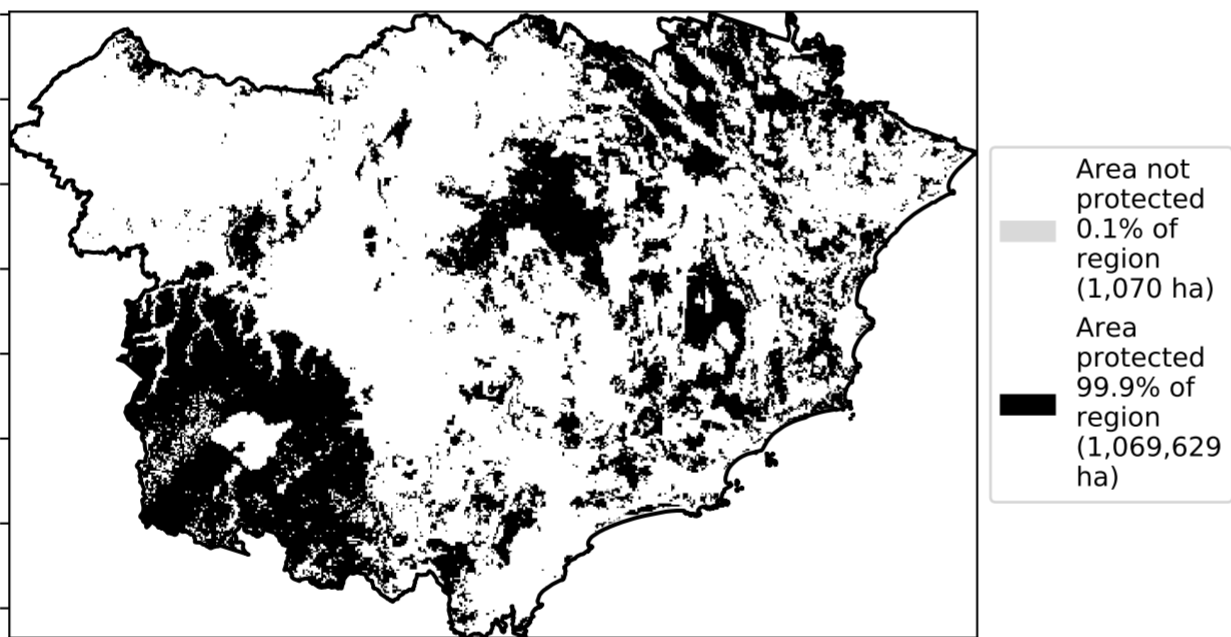 Area not
protected
0.1% of
region
(1,070 ha)
Area
protected
99.9% of
region
(1,069,629
ha)